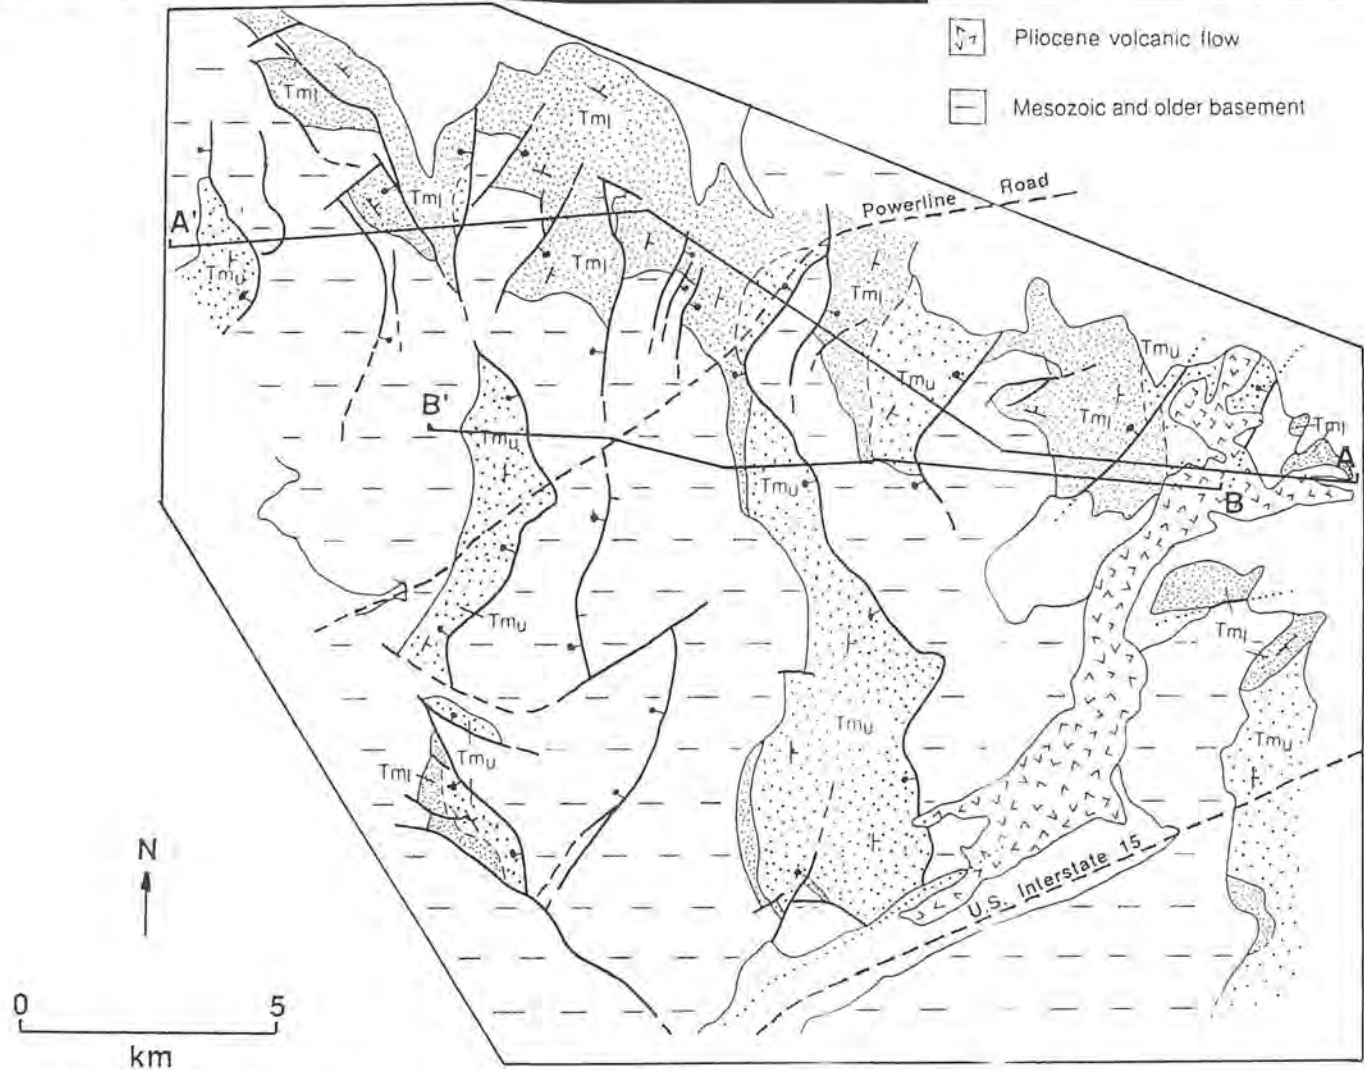 Pliocene volcanic flow
Mesozoic and older basement
Tml
Tml
Tml
Powerline Road
A'
Tmu
Tml
Tml
Tmu
Tmu
B'
Tml
Tml
Tmu
A
Tmu
B
Tmu
Tml
Tmu
Tmu
Tmu
Tml
N
U.S. Interstate 15
0 5
km